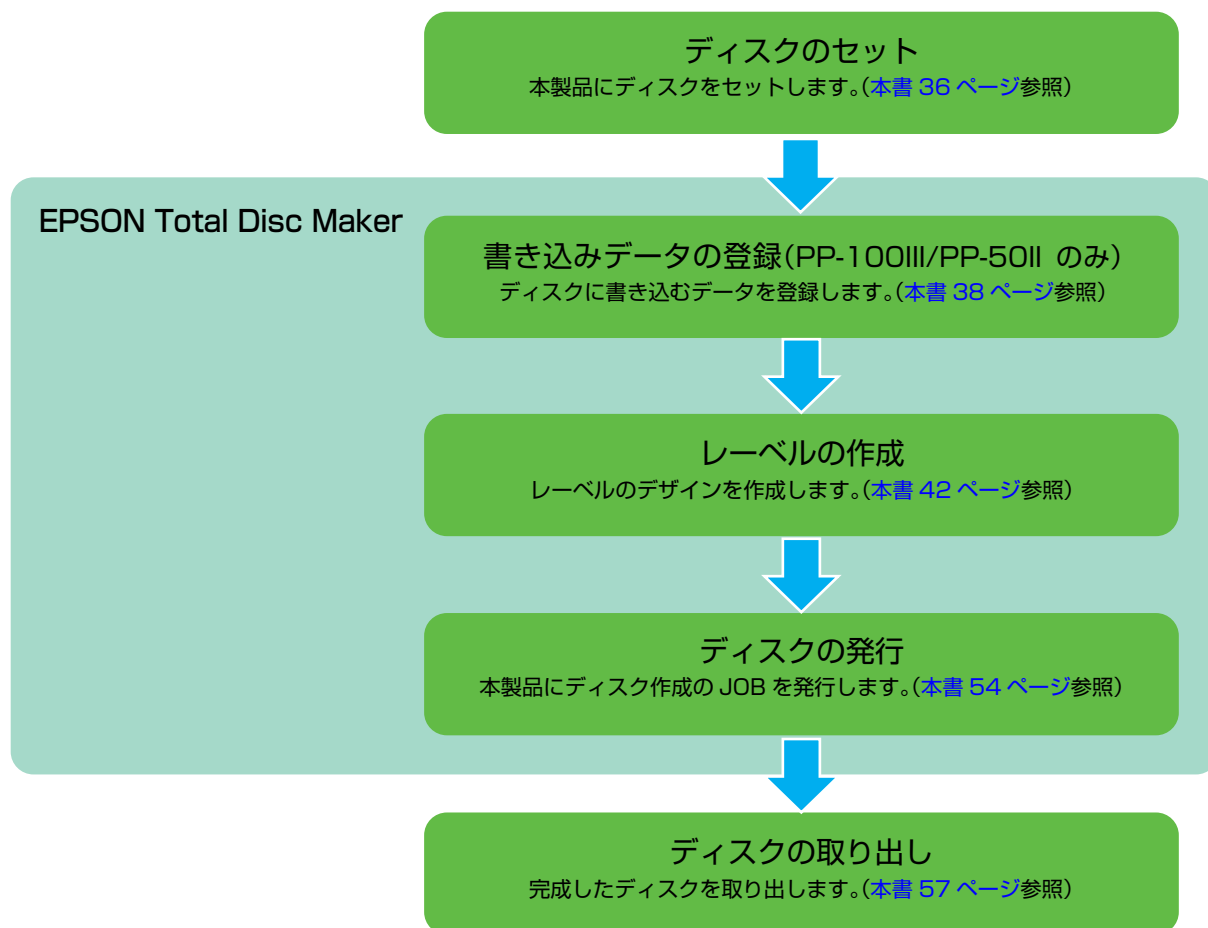 ディスクのセット
本製品にディスクをセットします。(本書 36 ページ参照)
EPSON Total Disc Maker
書き込みデータの登録(PP-100III/PP-50II のみ)
ディスクに書き込むデータを登録します。(本書 38 ページ参照)
レーベルの作成
レーベルのデザインを作成します。(本書 42 ページ参照)
ディスクの発行
本製品にディスク作成の JOB を発行します。(本書 54 ページ参照)
ディスクの取り出し
完成したディスクを取り出します。(本書 57 ページ参照)